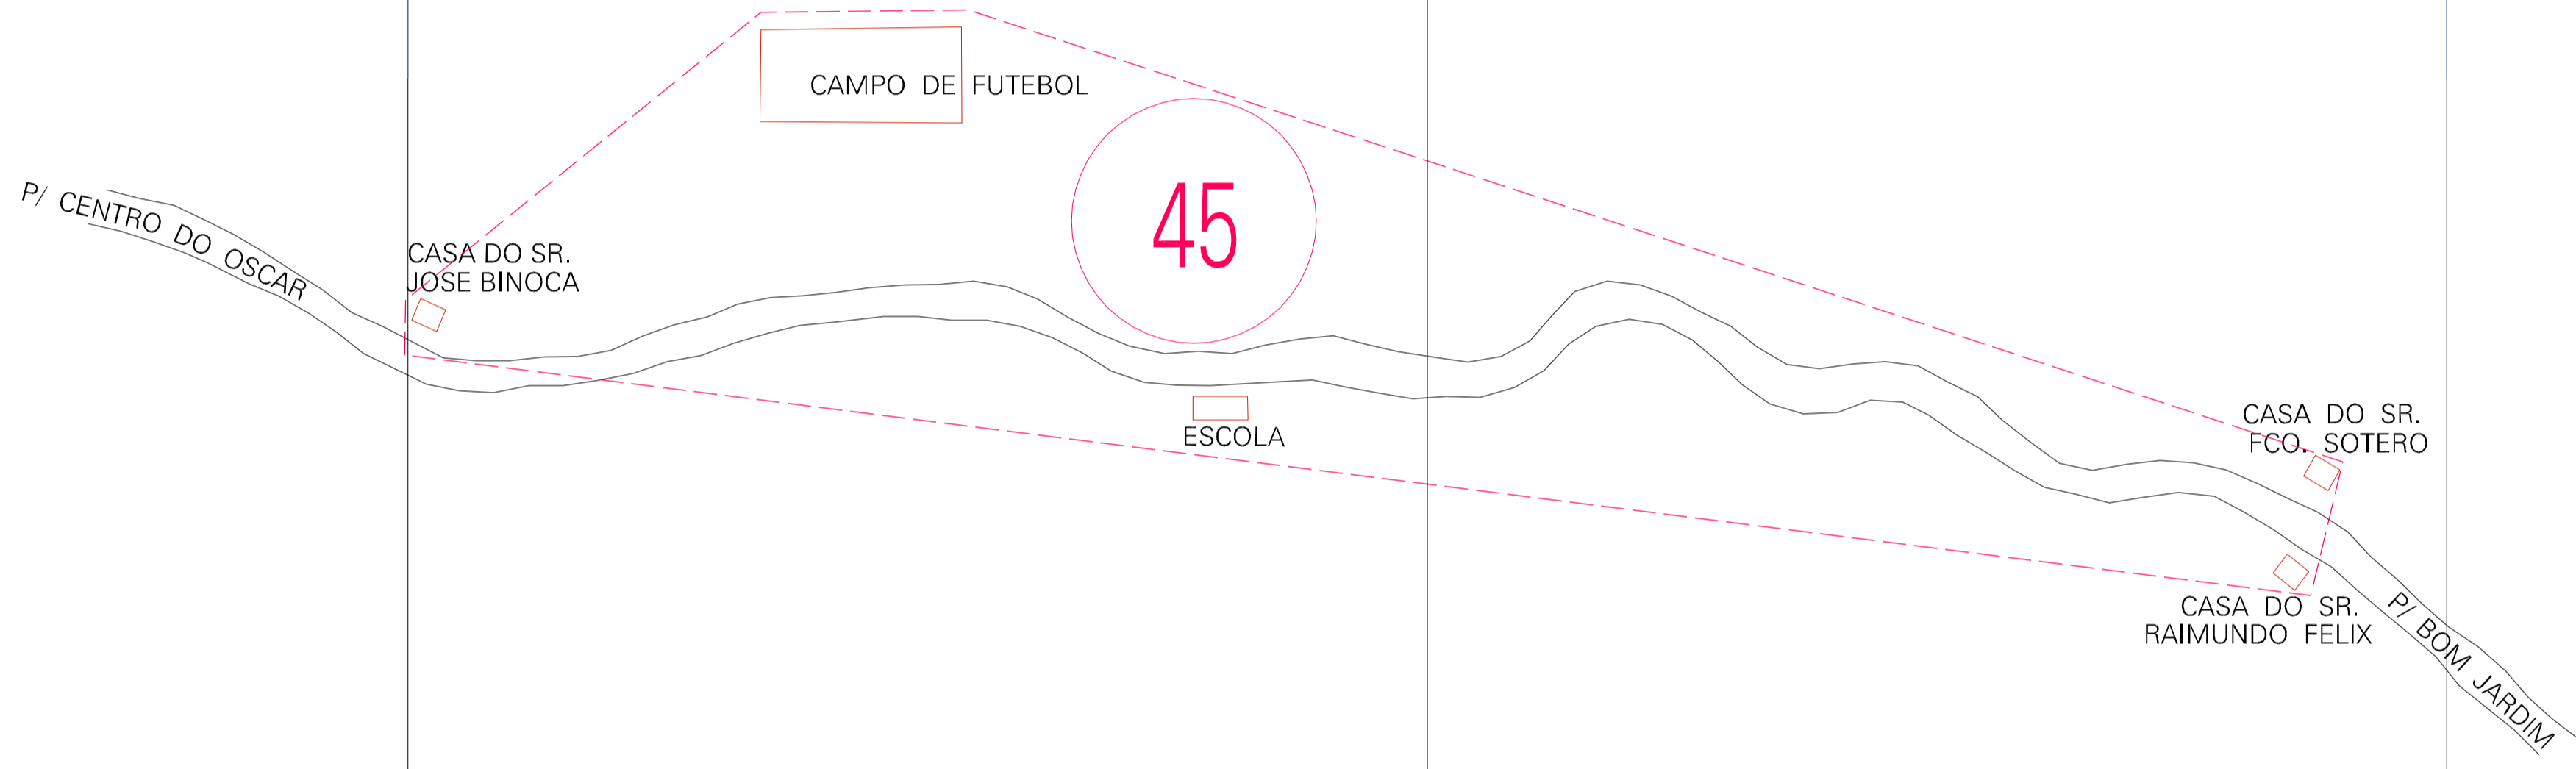 CAMPO DE FUTEBOL
45
P/ CENTRO DO OSCAR
CASA DO SR.
JOSE BINOCA
ESCOLA
CASA DO SR.
FCO. SOTERO
CASA DO SR.
RAIMUNDO FELIX
P/ BOM JARDIM